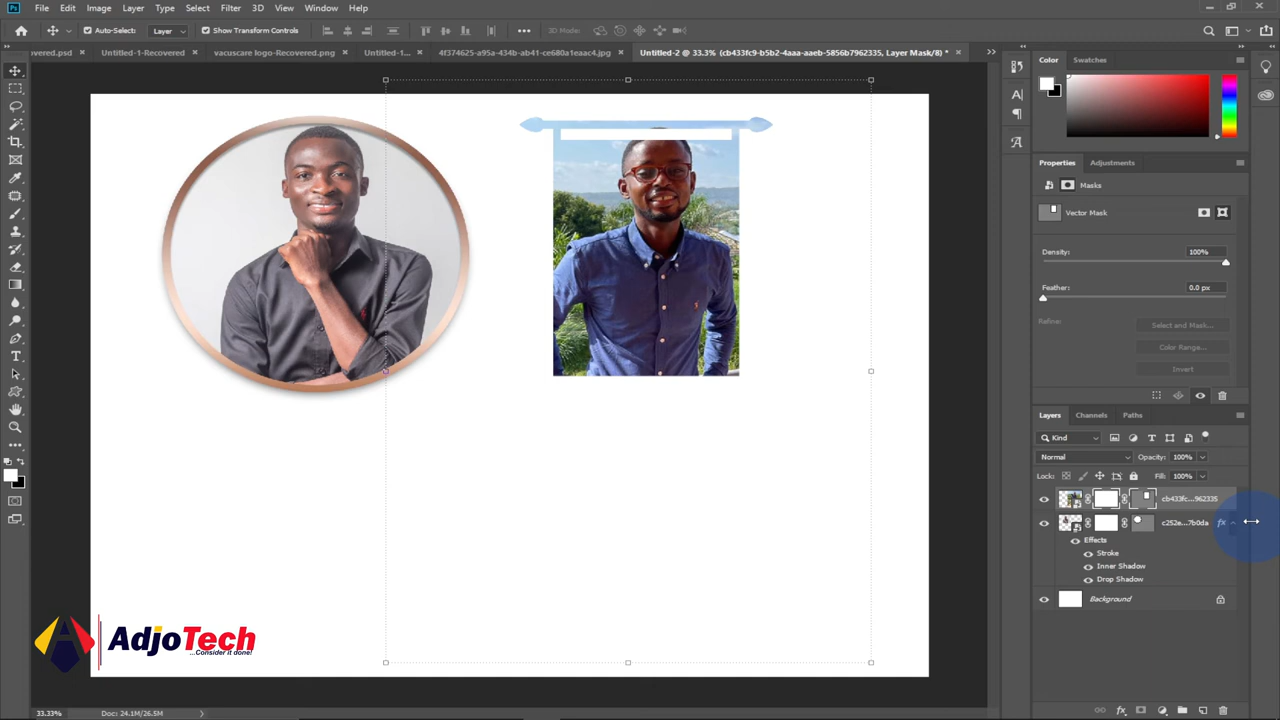 Ps File Edit Image Layer Type Select Filter 3D View Window Help
Auto-Select: Layer Show Transform Controls 3D Mode:
overed.psd Untitled-1-Recovered vacuscare logo-Recovered.png Untitled-1... 4f374625-a95a-434b-ab41-ce680a1eaac4.jpg Untitled-2 @ 33.3% (cb433fc9-b5b2-4aaa-aaeb-5856b7962335, Layer Mask/8) *
Color Swatches
Properties Adjustments
Masks
Vector Mask
Density: 100%
Feather: 0.0 px
Refine: Select and Mask...
Color Range...
Invert
Layers Channels Paths
Kind
Normal Opacity: 100%
Lock: Fill: 100%
cb433fc...962335
c252e...7b0da fx
Effects
Stroke
Inner Shadow
Drop Shadow
Background
AdjoTech
...Consider it done!
33.33% Doc: 24.1M/26.5M